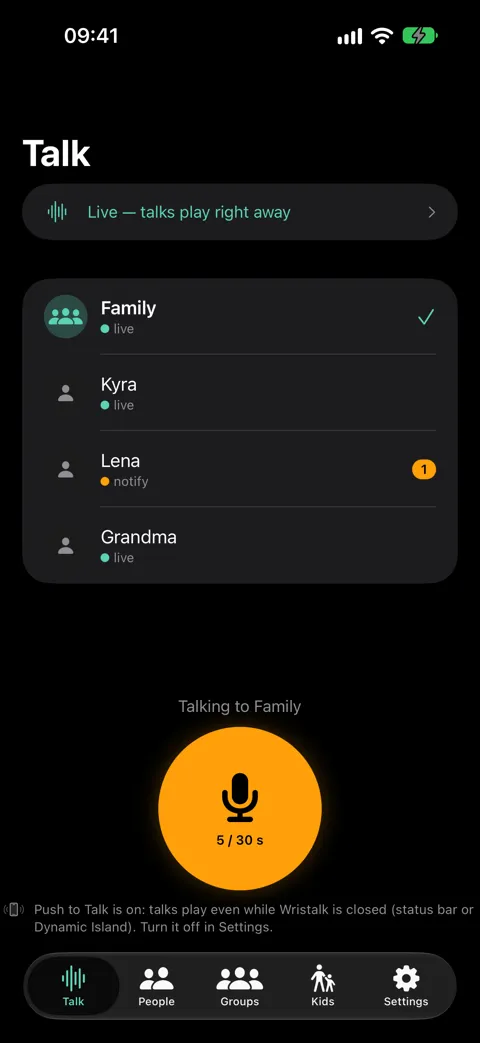 09:41
Talk
Live — talks play right away
Family
live
Kyra
live
Lena
notify
1
Grandma
live
Talking to Family
5 / 30 s
Push to Talk is on: talks play even while Wristalk is closed (status bar or
Dynamic Island). Turn it off in Settings.
Talk
People
Groups
Kids
Settings